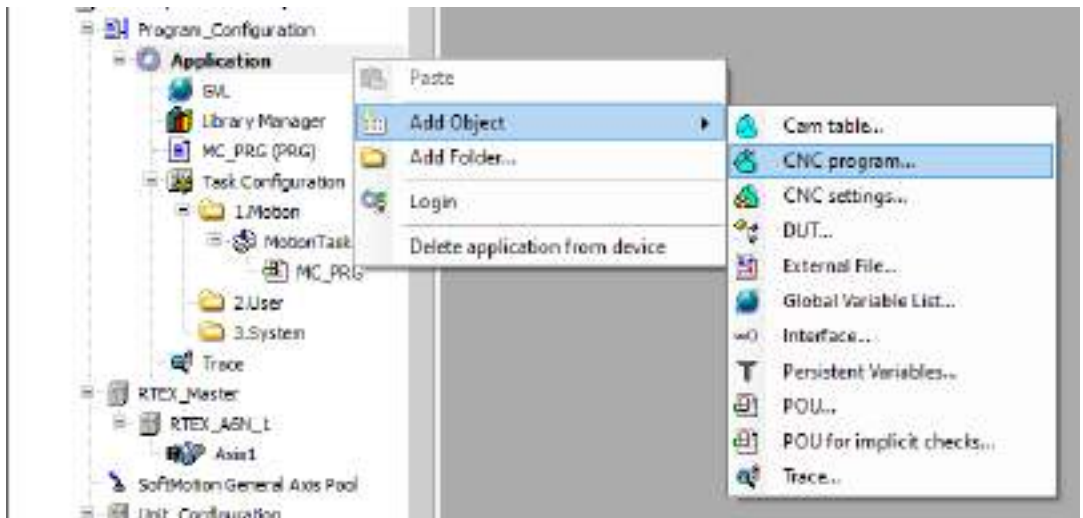 Program_Configuration
Application
GVL
Library Manager
MC_PRG (PRG)
Task Configuration
1.Motion
MotionTask
MC_PRG
2.User
3.System
Trace
RTEX_Master
RTEX_A6N_1
Axis1
SoftMotion General Axis Pool
Unit_Configuration
Paste
Add Object
Add Folder...
Login
Delete application from device
Cam table...
CNC program...
CNC settings...
DUT...
External File...
Global Variable List...
Interface...
Persistent Variables...
POU...
POU for implicit checks...
Trace...